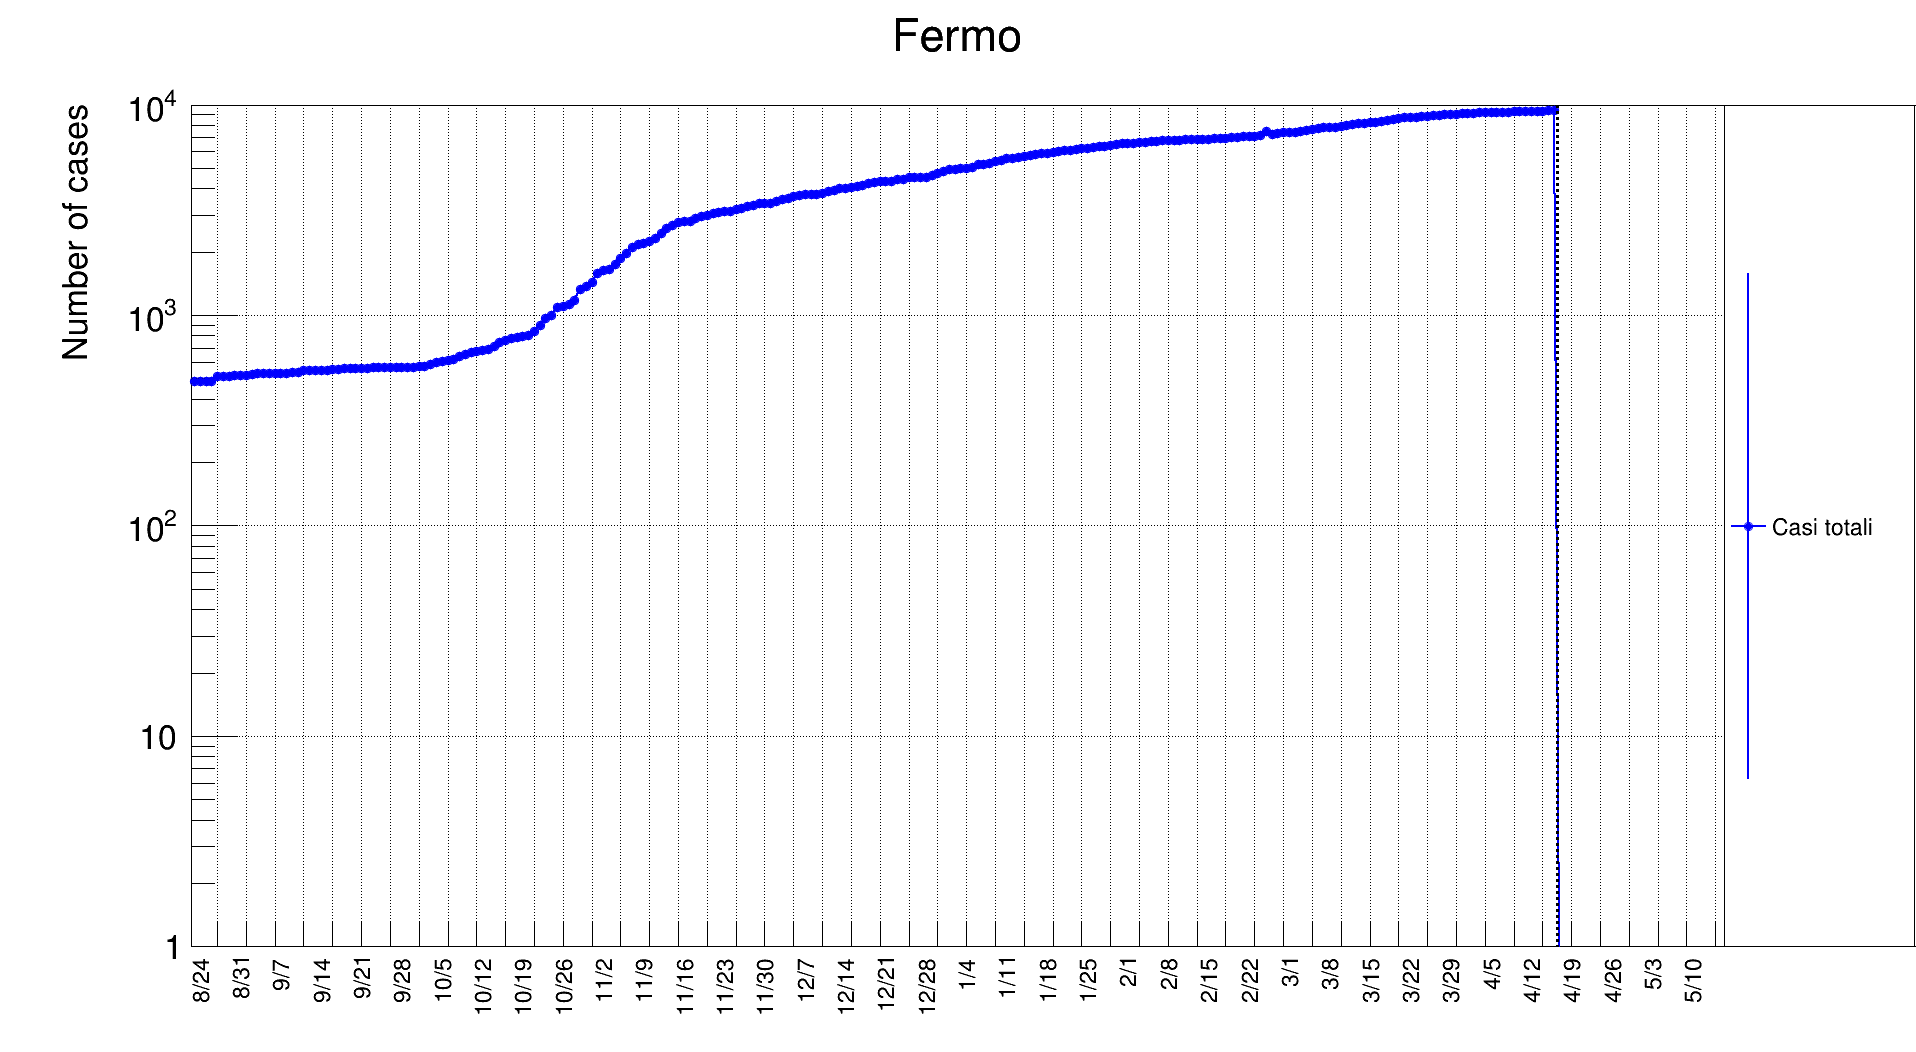 Fermo
Number of cases
10^4
10^3
10^2
10
1
8/24 8/31 9/7 9/14 9/21 9/28 10/5 10/12 10/19 10/26 11/2 11/9 11/16 11/23 11/30 12/7 12/14 12/21 12/28 1/4 1/11 1/18 1/25 2/1 2/8 2/15 2/22 3/1 3/8 3/15 3/22 3/29 4/5 4/12 4/19 4/26 5/3 5/10
Casi totali